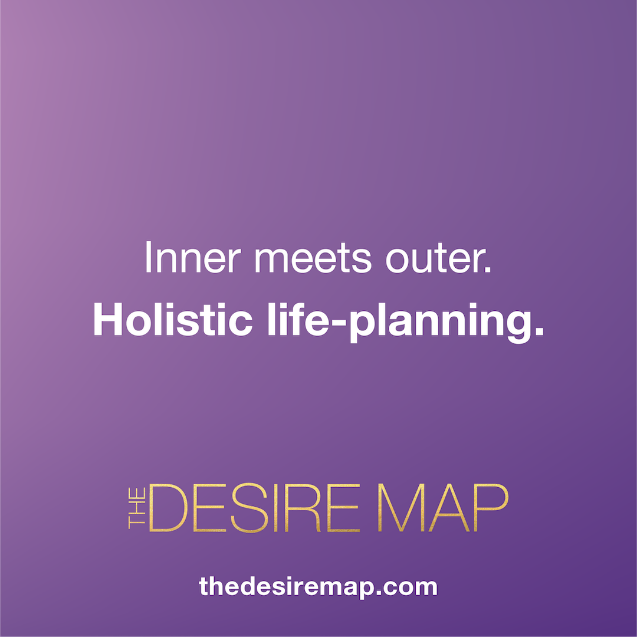 Inner meets outer.
Holistic life-planning.
THE DESIRE MAP
thedesiremap.com